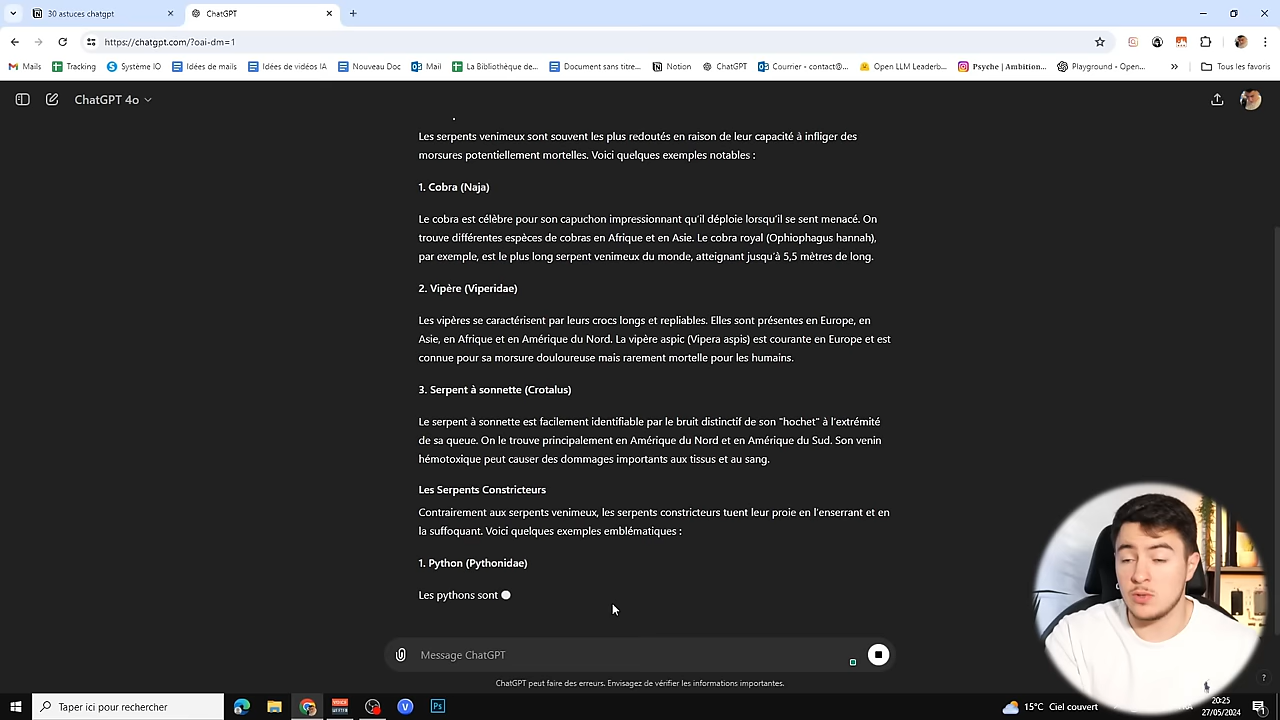 30 astuces chatgpt
ChatGPT
https://chatgpt.com/?oai-dm=1
Mails
Tracking
Système IO
Idées de mails
Idées de vidéos IA
Nouveau Doc
Mail
La Bibliothèque de...
Document sans titre...
Notion
ChatGPT
Courrier - contact@...
Open LLM Leaderb...
Psyche | Ambition...
Playground - Open...
Tous les favoris
ChatGPT 4o
Les serpents venimeux sont souvent les plus redoutés en raison de leur capacité à infliger des
morsures potentiellement mortelles. Voici quelques exemples notables :
1. Cobra (Naja)
Le cobra est célèbre pour son capuchon impressionnant qu'il déploie lorsqu'il se sent menacé. On
trouve différentes espèces de cobras en Afrique et en Asie. Le cobra royal (Ophiophagus hannah),
par exemple, est le plus long serpent venimeux du monde, atteignant jusqu'à 5,5 mètres de long.
2. Vipère (Viperidae)
Les vipères se caractérisent par leurs crocs longs et repliables. Elles sont présentes en Europe, en
Asie, en Afrique et en Amérique du Nord. La vipère aspic (Vipera aspis) est courante en Europe et est
connue pour sa morsure douloureuse mais rarement mortelle pour les humains.
3. Serpent à sonnette (Crotalus)
Le serpent à sonnette est facilement identifiable par le bruit distinctif de son "hochet" à l'extrémité
de sa queue. On le trouve principalement en Amérique du Nord et en Amérique du Sud. Son venin
hémotoxique peut causer des dommages importants aux tissus et au sang.
Les Serpents Constricteurs
Contrairement aux serpents venimeux, les serpents constricteurs tuent leur proie en l'enserrant et en
la suffoquant. Voici quelques exemples emblématiques :
1. Python (Pythonidae)
Les pythons sont
Message ChatGPT
ChatGPT peut faire des erreurs. Envisagez de vérifier les informations importantes.
Taper ici pour rechercher
15°C Ciel couvert
20:25
27/05/2024